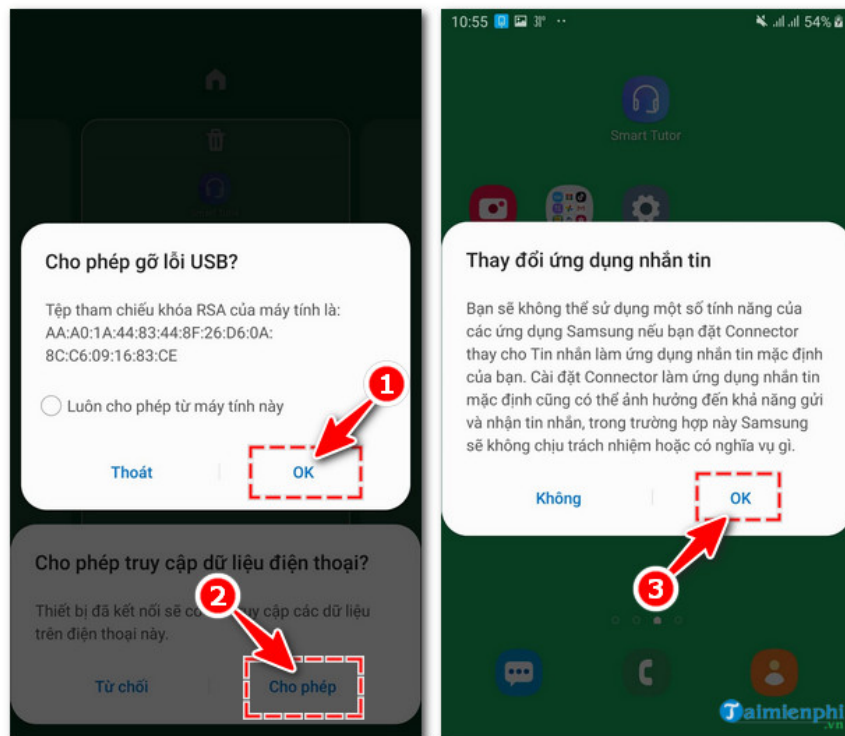 Cho phép gỡ lỗi USB?
Tệp tham chiếu khóa RSA của máy tính là:
AA:A0:1A:44:83:44:8F:26:D6:0A:
8C:C6:09:16:83:CE
1
Luôn cho phép từ máy tính này
Thoát
OK
Cho phép truy cập dữ liệu điện thoại?
Thiết bị đã kết nối sẽ có
2
cập các dữ liệu
trên điện thoại này.
Từ chối
Cho phép
10:55
31°
54%
Smart Tutor
Thay đổi ứng dụng nhắn tin
Bạn sẽ không thể sử dụng một số tính năng của
các ứng dụng Samsung nếu bạn đặt Connector
thay cho Tin nhắn làm ứng dụng nhắn tin mặc định
của bạn. Cài đặt Connector làm ứng dụng nhắn tin
mặc định cũng có thể ảnh hưởng đến khả năng gửi
và nhận tin nhắn, trong trường hợp này Samsung
sẽ không chịu trách nhiệm hoặc có nghĩa vụ gì.
Không
OK
3
Taimienphi
.vn